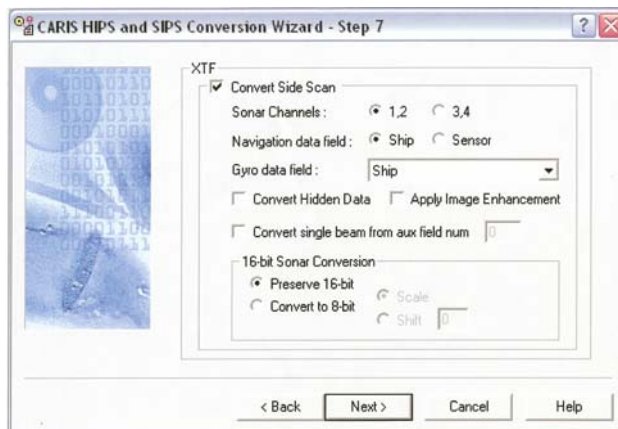 CARIS HIPS and SIPS Conversion Wizard - Step 7
XTF
Convert Side Scan
Sonar Channels :
1,2
3,4
Navigation data field :
Ship
Sensor
Gyro data field :
Ship
Convert Hidden Data
Apply Image Enhancement
Convert single beam from aux field num
0
16-bit Sonar Conversion
Preserve 16-bit
Convert to 8-bit
Scale
Shift
0
< Back
Next >
Cancel
Help